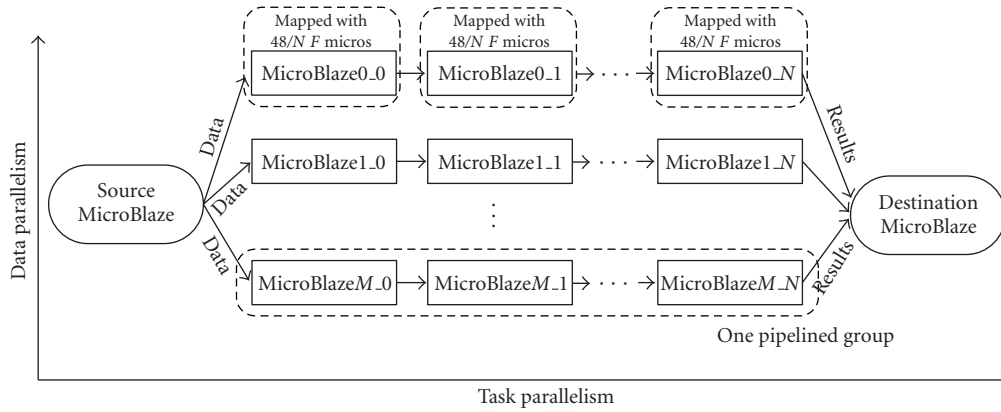 Mapped with
48/N F micros
Mapped with
48/N F micros
Mapped with
48/N F micros
MicroBlaze0_0
MicroBlaze0_1
· · ·
MicroBlaze0_N
Data
Results
MicroBlaze1_0
MicroBlaze1_1
· · ·
MicroBlaze1_N
Data
Source
MicroBlaze
Destination
MicroBlaze
Data
Results
MicroBlazeM_0
MicroBlazeM_1
· · ·
MicroBlazeM_N
One pipelined group
Data parallelism
Task parallelism